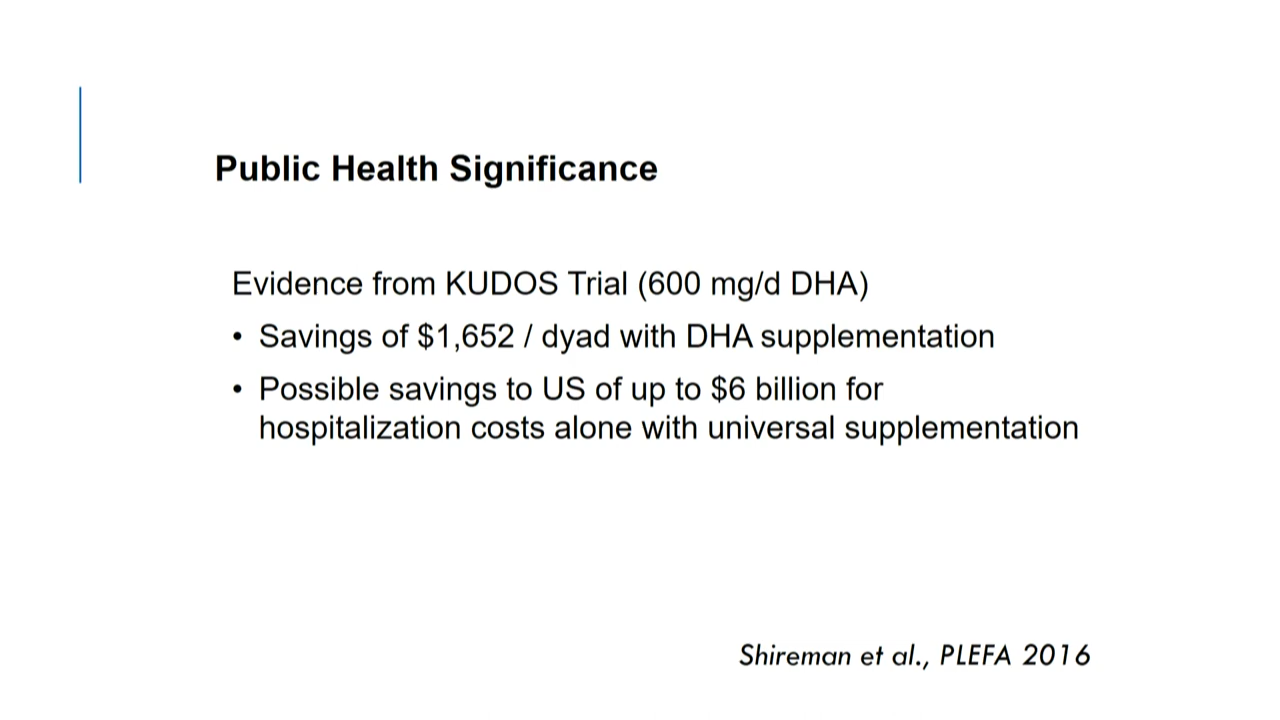 Public Health Significance
Evidence from KUDOS Trial (600 mg/d DHA)
• Savings of $1,652 / dyad with DHA supplementation
• Possible savings to US of up to $6 billion for
hospitalization costs alone with universal supplementation
Shireman et al., PLEFA 2016